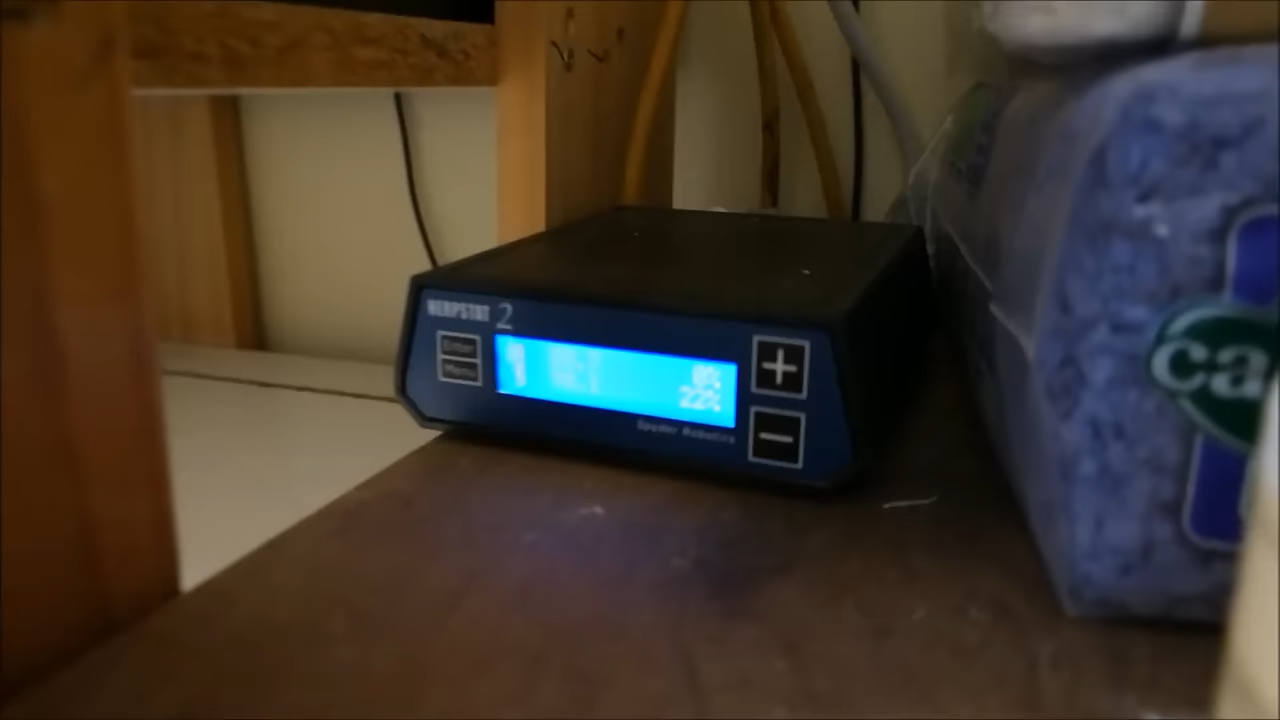 HERPSTAT 2
Enter
Menu
0%
22%
+
−
Spyder Robotics
ca